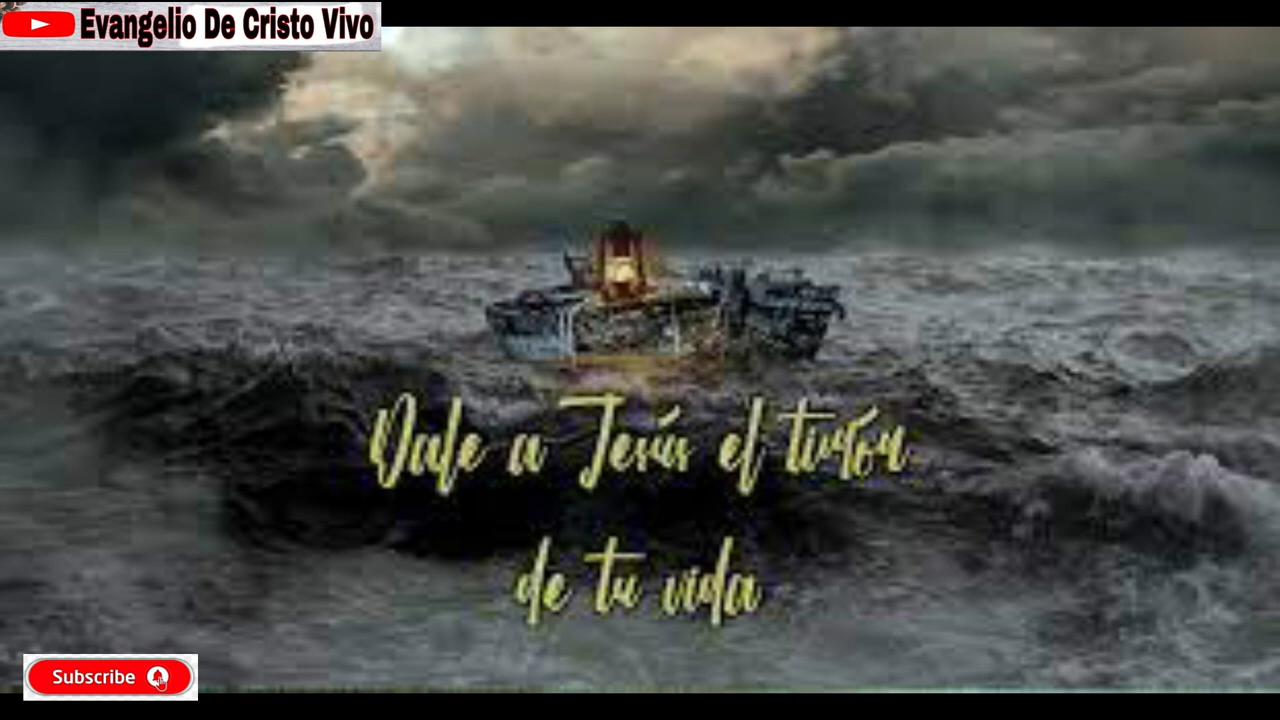 Evangelio De Cristo Vivo
Dale a Jesús el timón
de tu vida
Subscribe